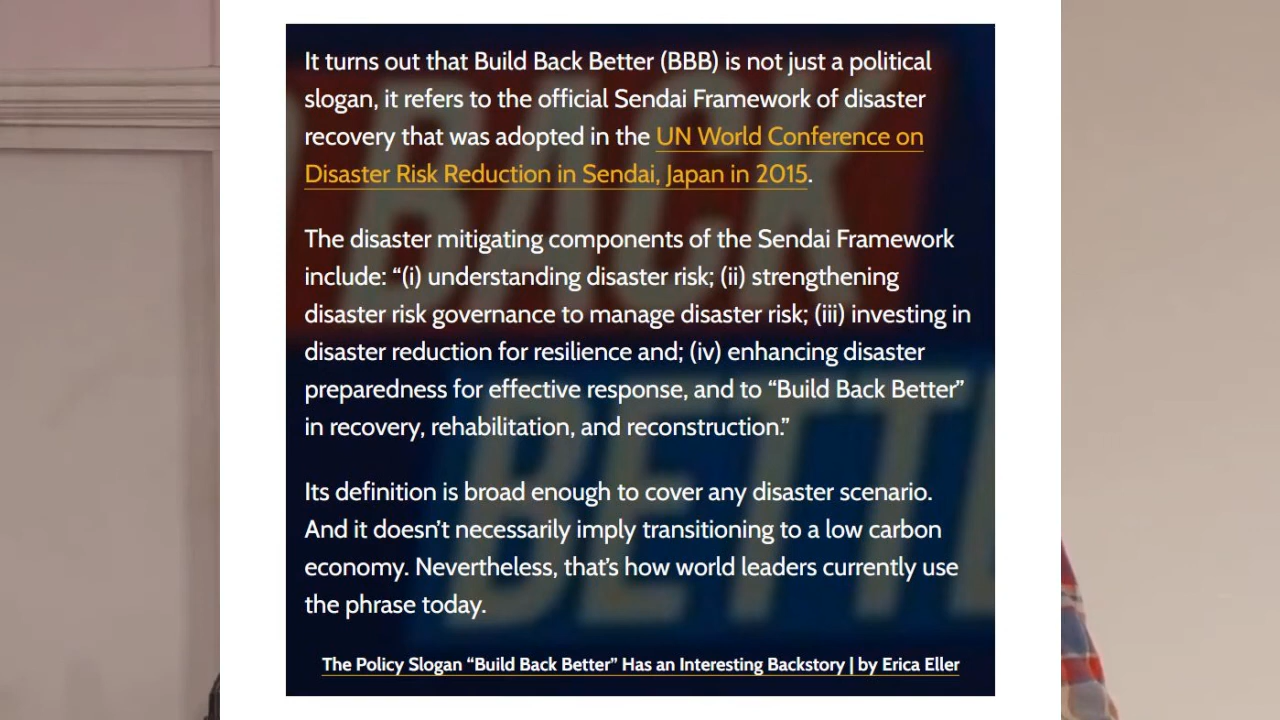 It turns out that Build Back Better (BBB) is not just a political
slogan, it refers to the official Sendai Framework of disaster
recovery that was adopted in the UN World Conference on
Disaster Risk Reduction in Sendai, Japan in 2015.
The disaster mitigating components of the Sendai Framework
include: “(i) understanding disaster risk; (ii) strengthening
disaster risk governance to manage disaster risk; (iii) investing in
disaster reduction for resilience and; (iv) enhancing disaster
preparedness for effective response, and to “Build Back Better”
in recovery, rehabilitation, and reconstruction.”
Its definition is broad enough to cover any disaster scenario.
And it doesn’t necessarily imply transitioning to a low carbon
economy. Nevertheless, that’s how world leaders currently use
the phrase today.
The Policy Slogan “Build Back Better” Has an Interesting Backstory | by Erica Eller
BACK